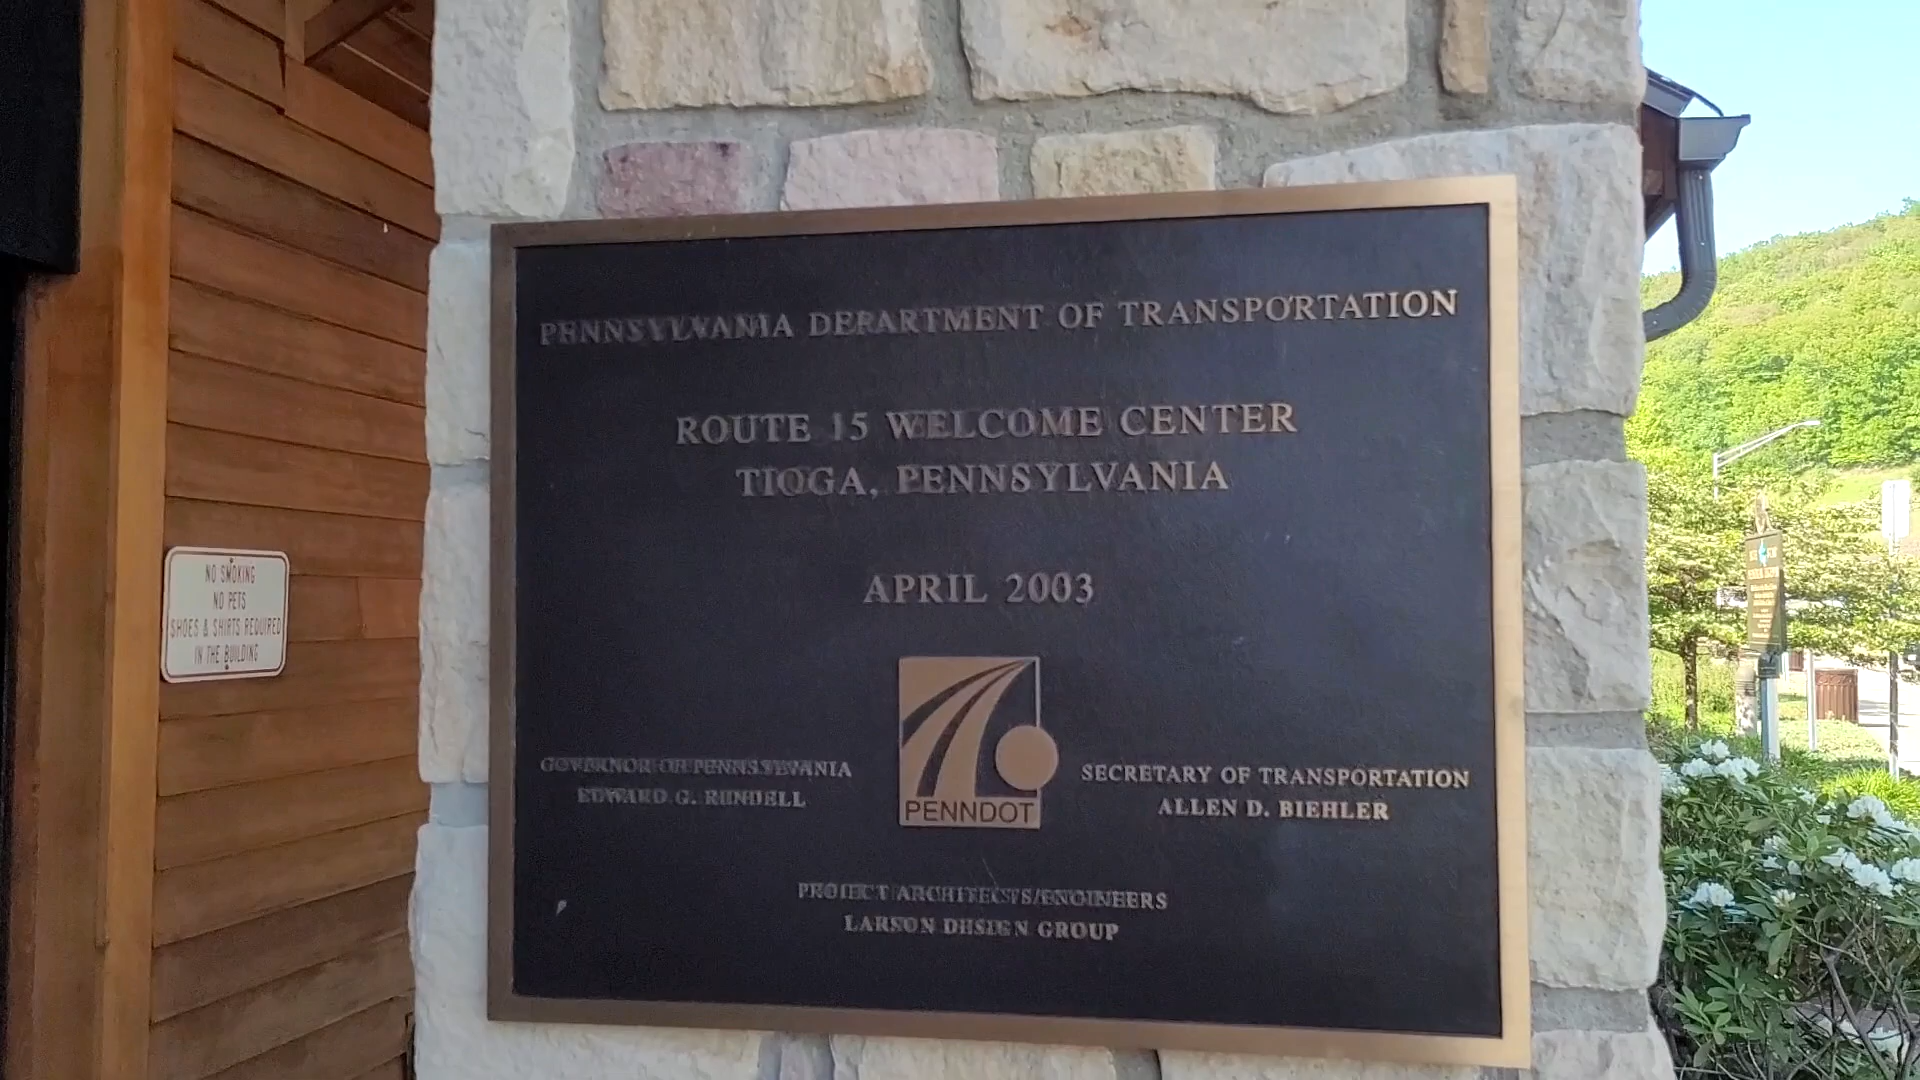 PENNSYLVANIA DEPARTMENT OF TRANSPORTATION
ROUTE 15 WELCOME CENTER
TIOGA, PENNSYLVANIA
APRIL 2003
GOVERNOR OF PENNSYLVANIA
EDWARD G. RENDELL
PENNDOT
SECRETARY OF TRANSPORTATION
ALLEN D. BIEHLER
PROJECT ARCHITECTS/ENGINEERS
LARSON DESIGN GROUP
NO SMOKING
NO PETS
SHOES & SHIRTS REQUIRED
IN THE BUILDING